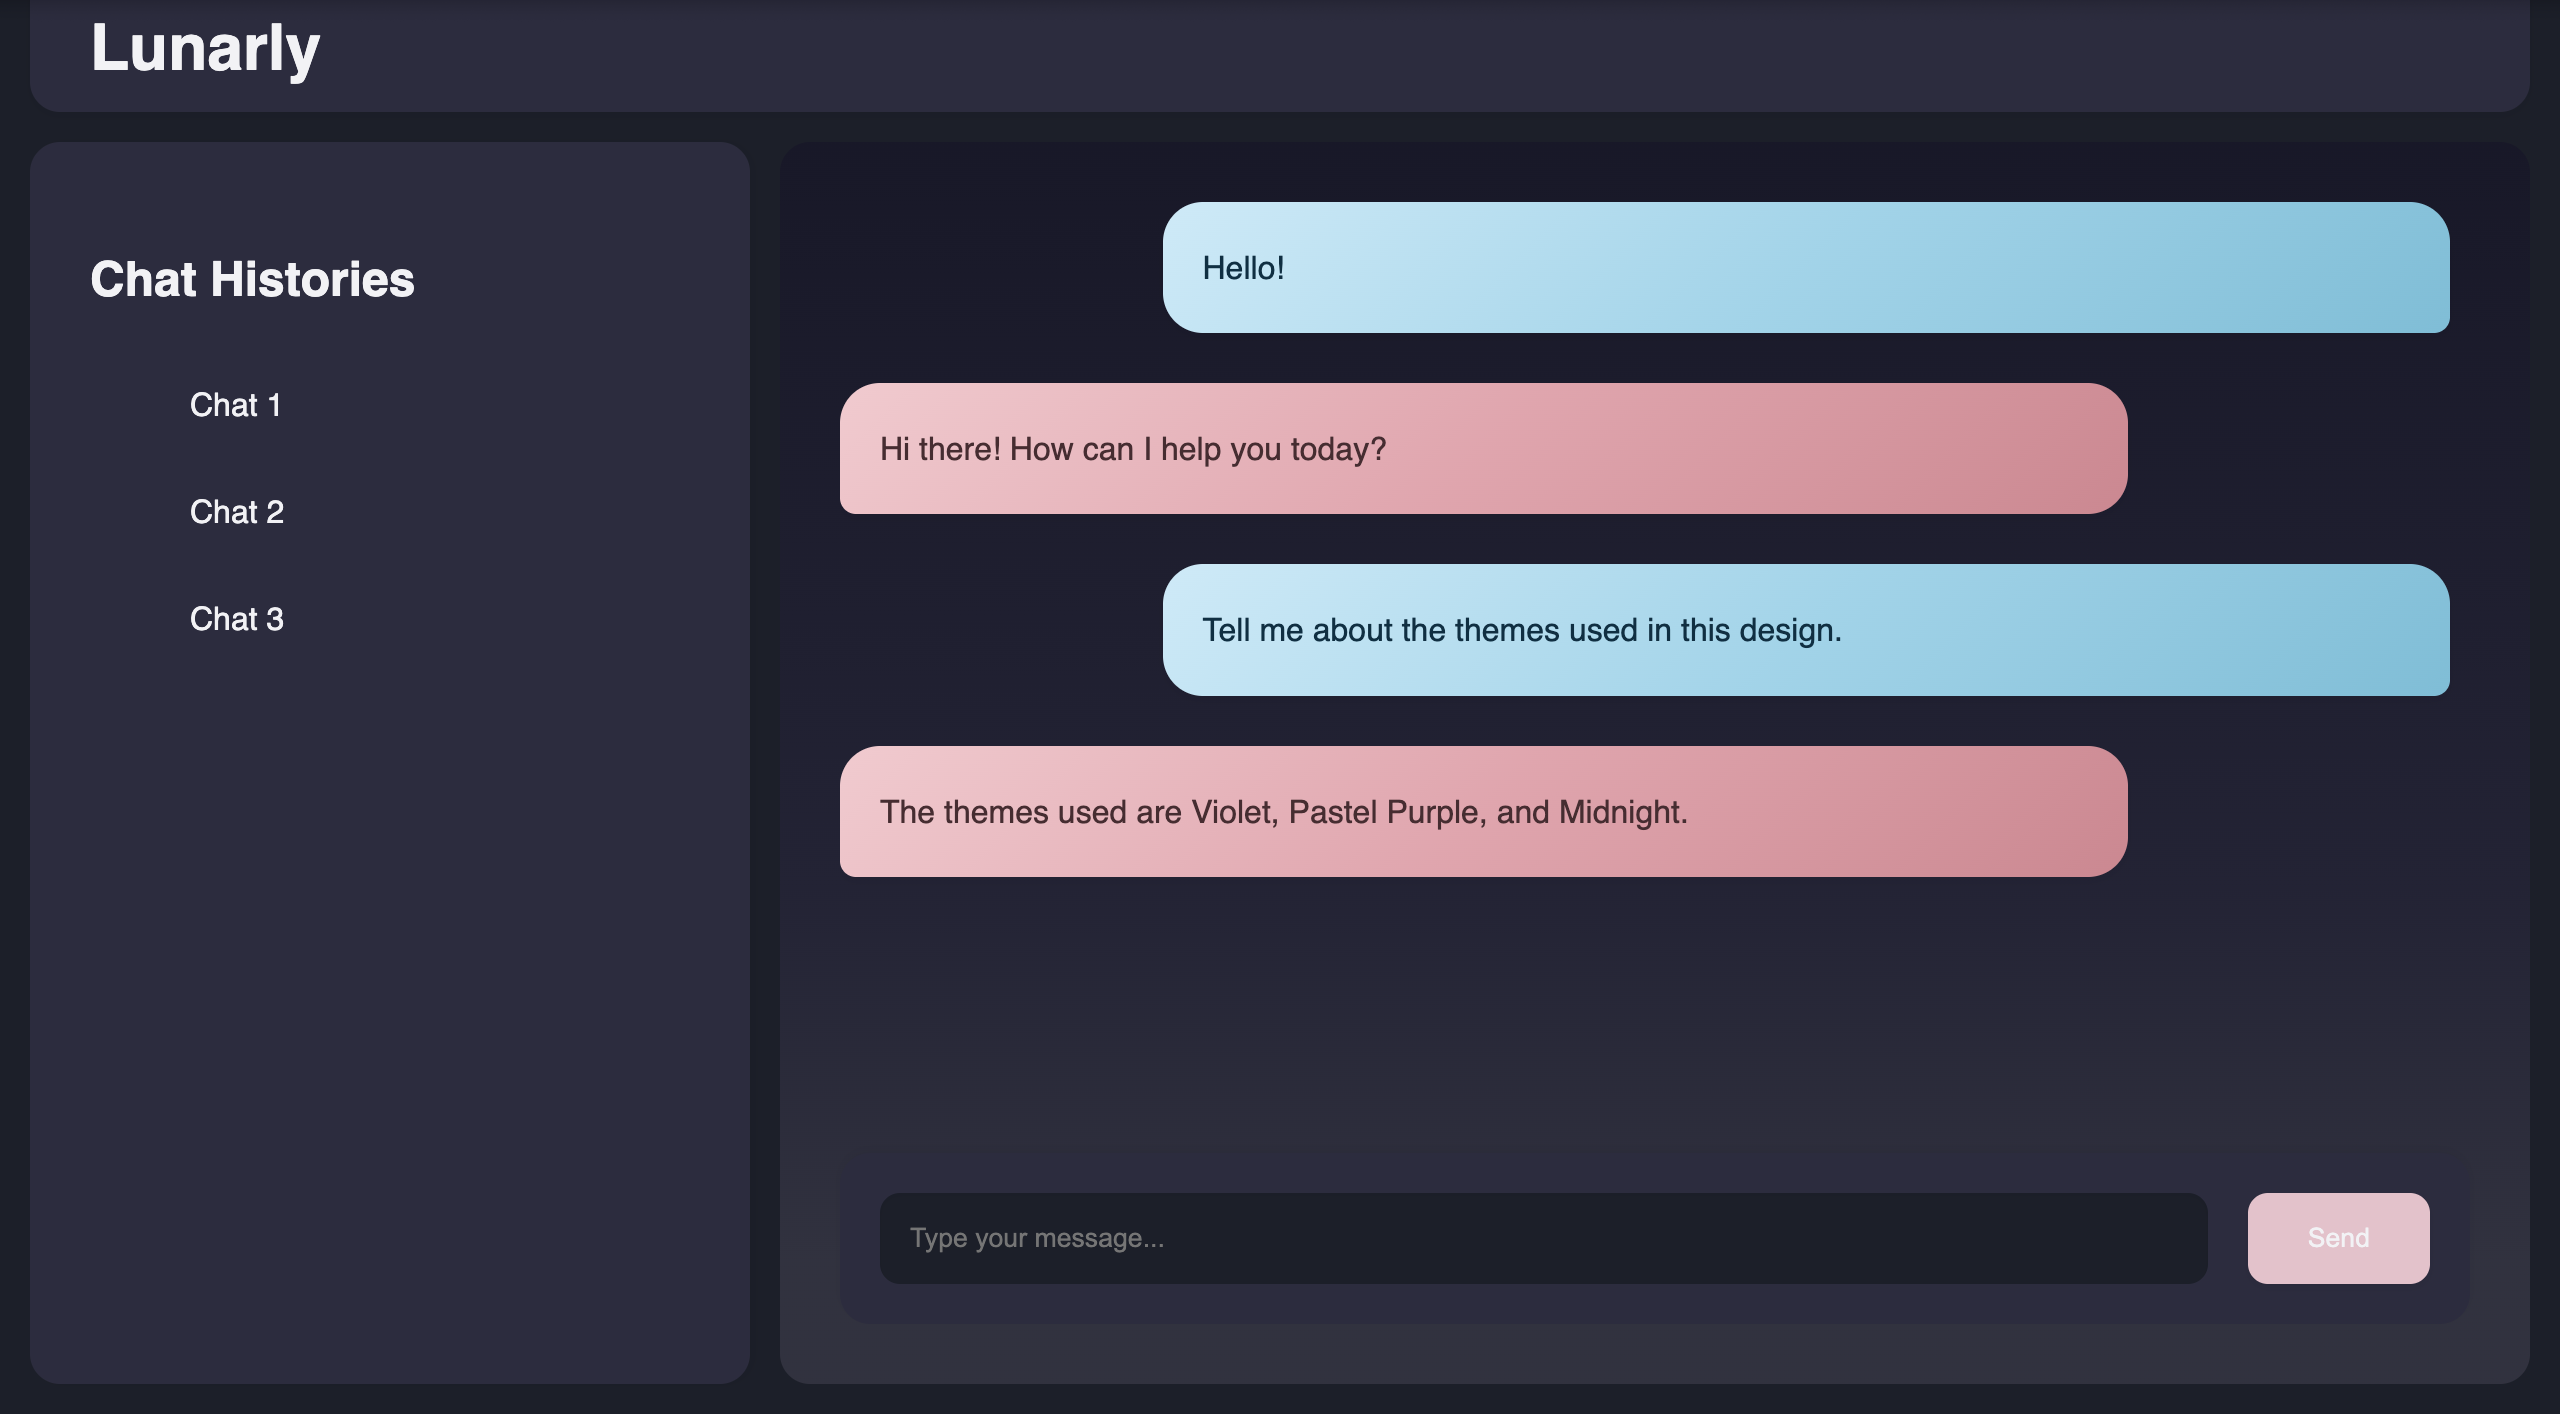 Lunarly
Chat Histories
Chat 1
Chat 2
Chat 3
Hello!
Hi there! How can I help you today?
Tell me about the themes used in this design.
The themes used are Violet, Pastel Purple, and Midnight.
Type your message...
Send